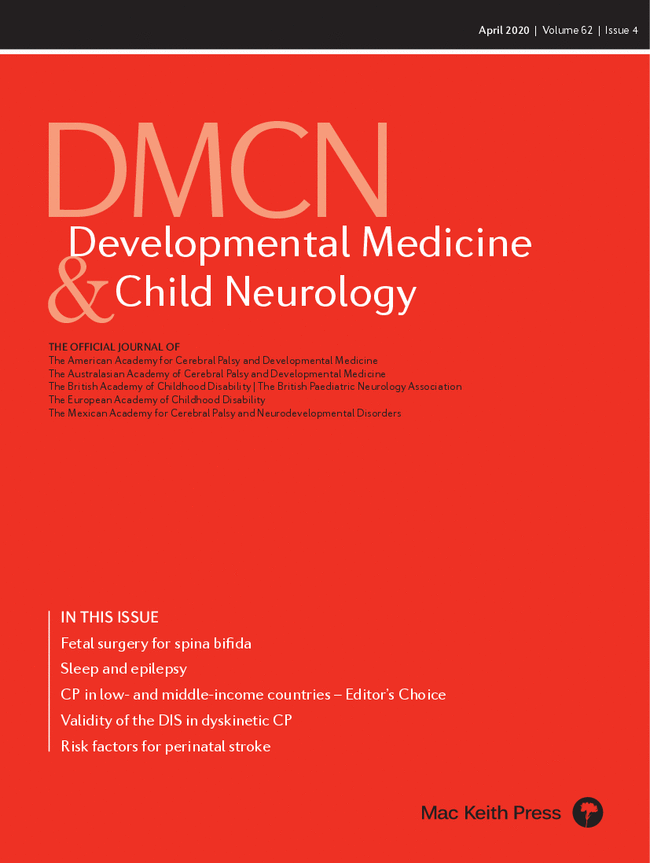 April 2020 | Volume 62 | Issue 4
DMCN
Developmental Medicine
& Child Neurology
THE OFFICIAL JOURNAL OF
The American Academy for Cerebral Palsy and Developmental Medicine
The Australasian Academy of Cerebral Palsy and Developmental Medicine
The British Academy of Childhood Disability | The British Paediatric Neurology Association
The European Academy of Childhood Disability
The Mexican Academy for Cerebral Palsy and Neurodevelopmental Disorders
IN THIS ISSUE
Fetal surgery for spina bifida
Sleep and epilepsy
CP in low- and middle-income countries – Editor's Choice
Validity of the DIS in dyskinetic CP
Risk factors for perinatal stroke
Mac Keith Press